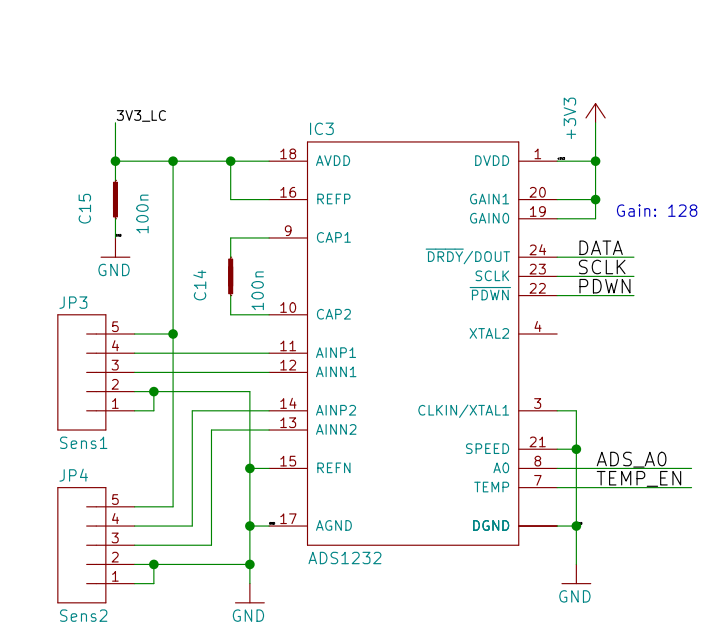 3V3_LC
IC3
+3V3
18 AVDD
DVDD 1
C15
100n
16 REFP
GAIN1 20
GAIN0 19
Gain: 128
9 CAP1
DRDY/DOUT 24 DATA
SCLK 23 SCLK
GND
C14
100n
PDWN 22 PDWN
JP3
10 CAP2
5
XTAL2 4
4
11 AINP1
3
12 AINN1
2
1
14 AINP2
CLKIN/XTAL1 3
13 AINN2
Sens1
SPEED 21
15 REFN
A0 8 ADS_A0
JP4
TEMP 7 TEMP_EN
5
4
17 AGND
DGND
3
ADS1232
2
1
GND
Sens2
GND